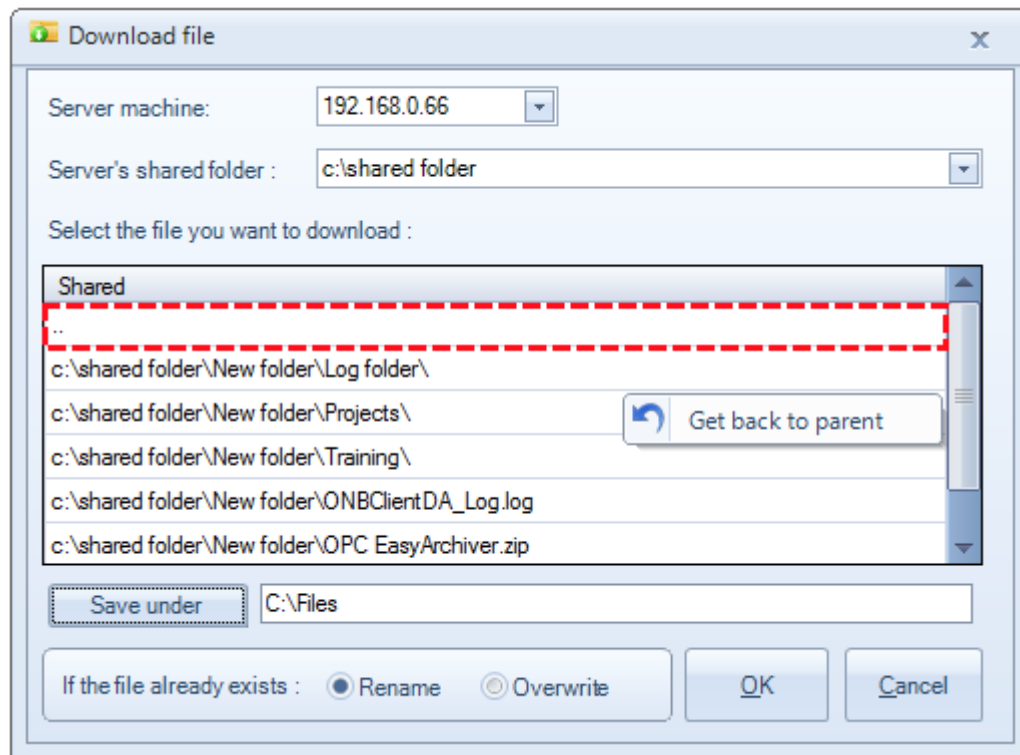 Download file
Server machine:
192.168.0.66
Server's shared folder :
c:\shared folder
Select the file you want to download :
Shared
..
c:\shared folder\New folder\Log folder\
c:\shared folder\New folder\Projects\
Get back to parent
c:\shared folder\New folder\Training\
c:\shared folder\New folder\ONBClientDA_Log.log
c:\shared folder\New folder\OPC EasyArchiver.zip
Save under
C:\Files
If the file already exists :
Rename
Overwrite
OK
Cancel